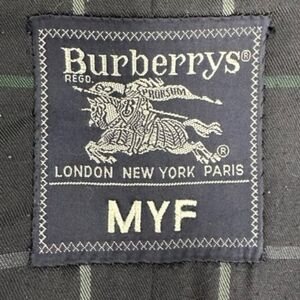 Burberrys®
REGD.
PRORSUM
B
®
LONDON NEW YORK PARIS
MYF